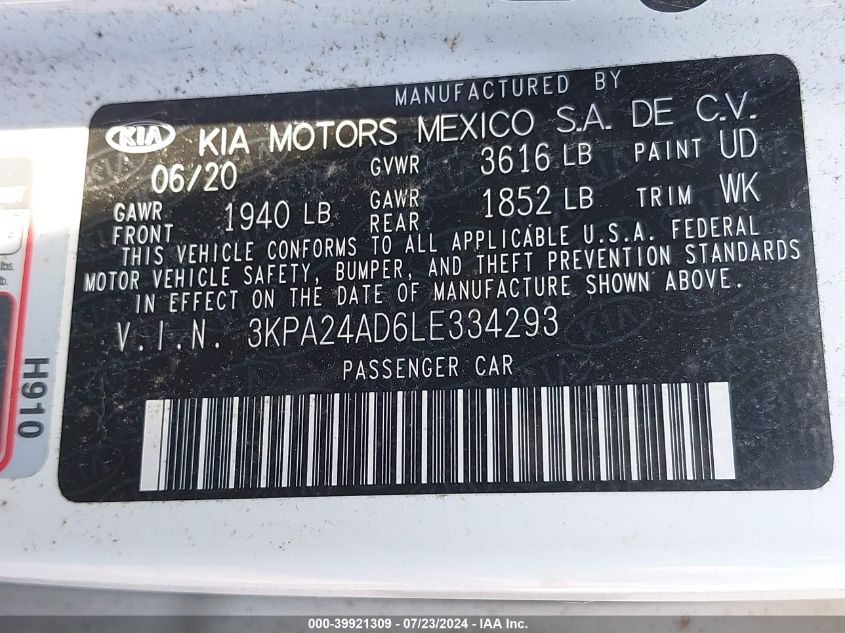 MANUFACTURED BY
KIA KIA MOTORS MEXICO S.A. DE C.V.
06/20 GVWR 3616 LB PAINT UD
GAWR FRONT 1940 LB GAWR REAR 1852 LB TRIM WK
THIS VEHICLE CONFORMS TO ALL APPLICABLE U.S.A. FEDERAL
MOTOR VEHICLE SAFETY, BUMPER, AND THEFT PREVENTION STANDARDS
IN EFFECT ON THE DATE OF MANUFACTURE SHOWN ABOVE.
V.I.N. 3KPA24AD6LE334293
PASSENGER CAR
H910
lbs.
000-39921309 / 07/23/2024 - IAA Inc.